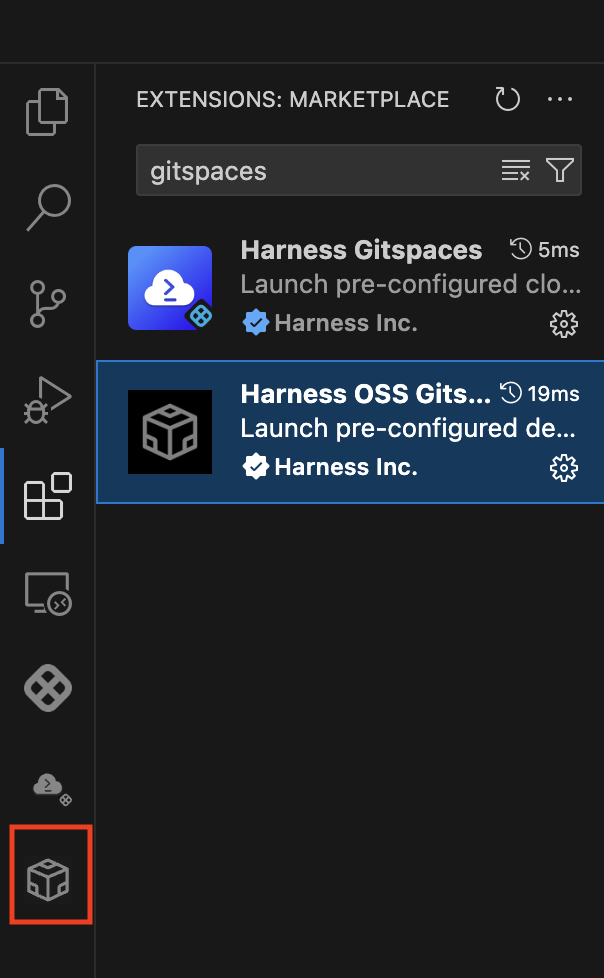 EXTENSIONS: MARKETPLACE
gitspaces
Harness Gitspaces 5ms
Launch pre-configured clo...
Harness Inc.
Harness OSS Gits... 19ms
Launch pre-configured de...
Harness Inc.